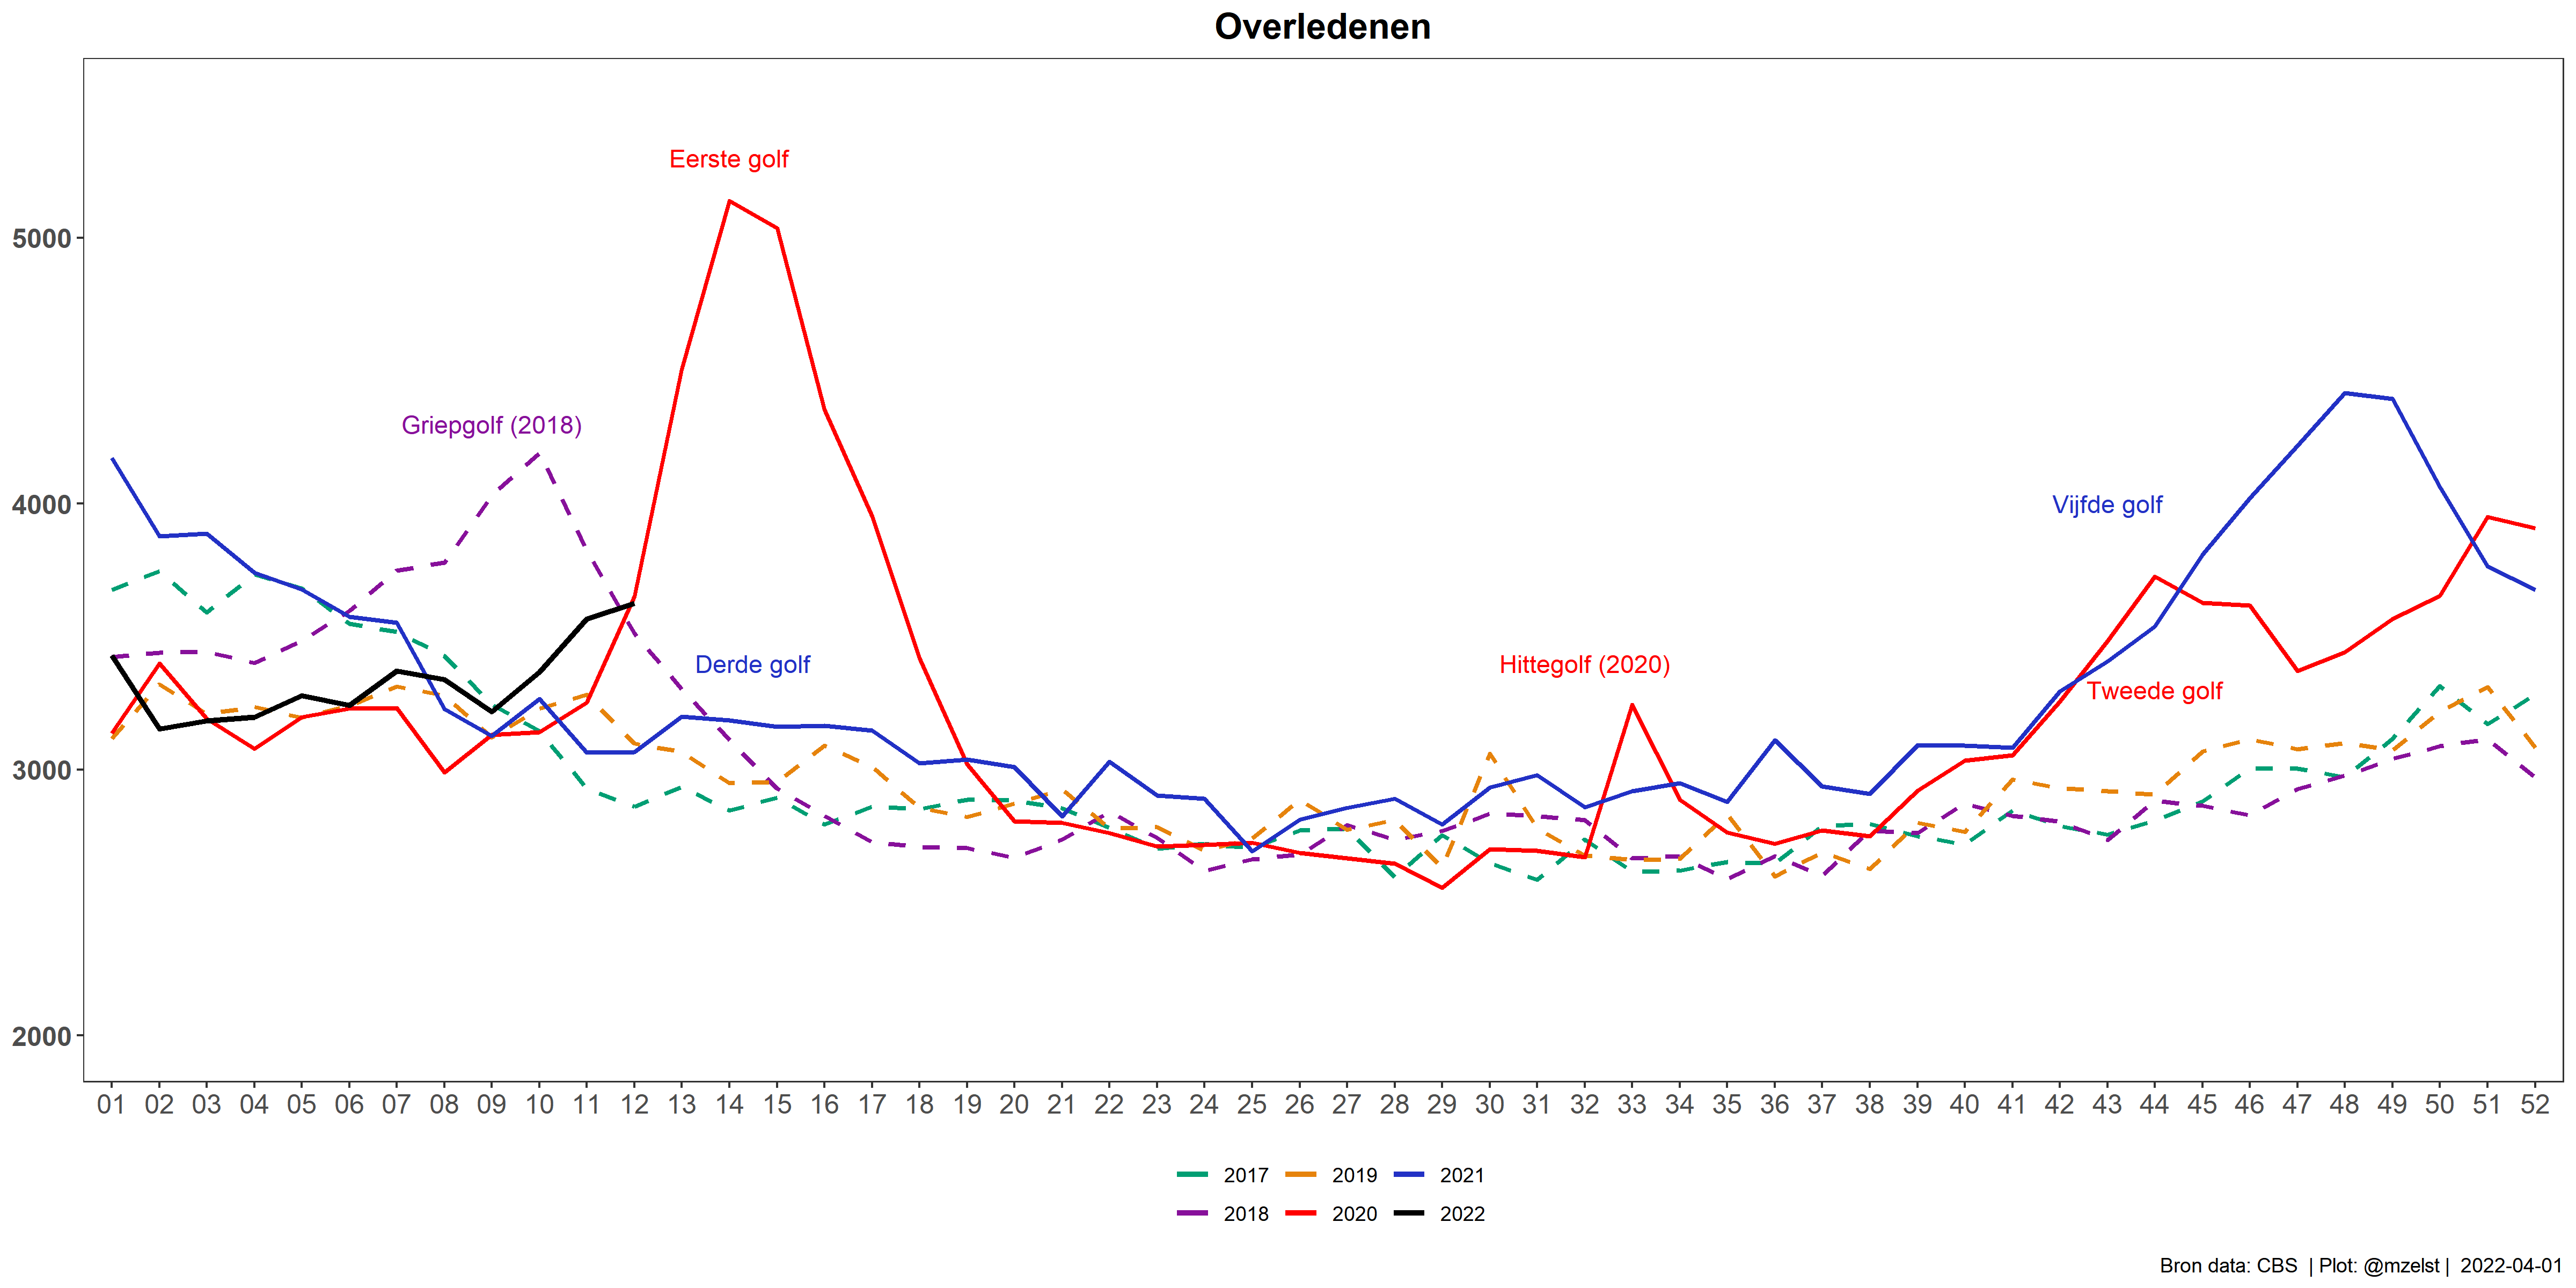 Overledenen
Eerste golf
5000
Griepgolf (2018)
4000
Vijfde golf
Derde golf
Hittegolf (2020)
Tweede golf
3000
2000
01 02 03 04 05 06 07 08 09 10 11 12 13 14 15 16 17 18 19 20 21 22 23 24 25 26 27 28 29 30 31 32 33 34 35 36 37 38 39 40 41 42 43 44 45 46 47 48 49 50 51 52
2017 2019 2021
2018 2020 2022
Bron data: CBS | Plot: @mzelst | 2022-04-01